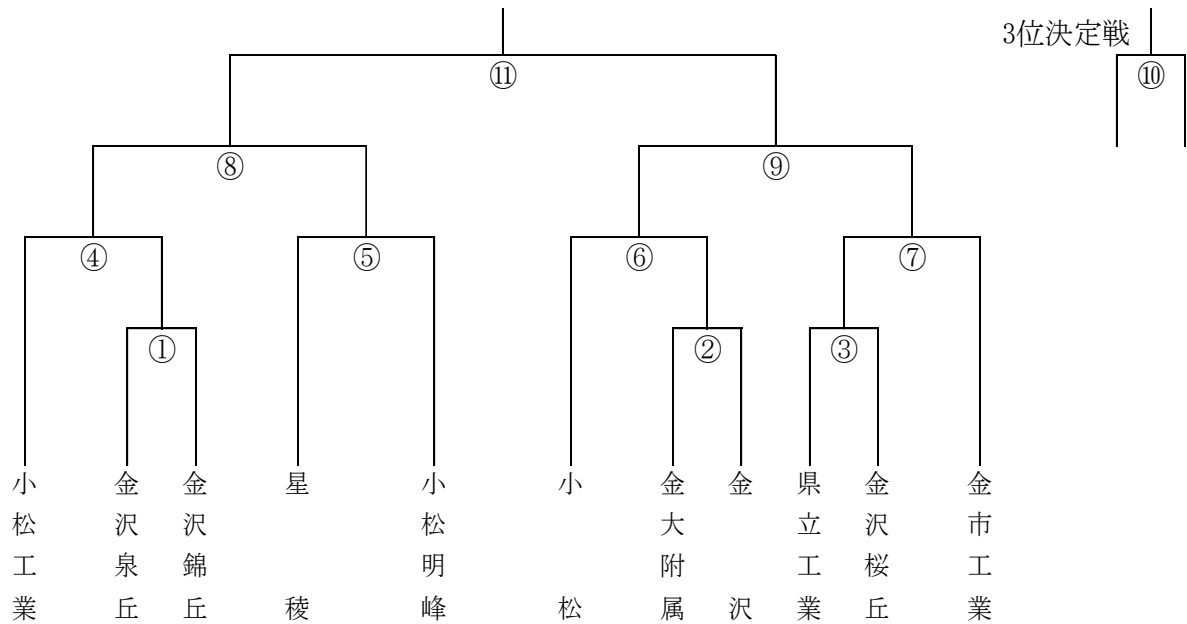 3位決定戦
⑪
⑩
⑧
⑨
④
⑤
⑥
⑦
①
②
③
小松工業
金沢泉丘
金沢錦丘
星稜
小松明峰
小松
金大附属
金沢
県立工業
金沢桜丘
金市工業